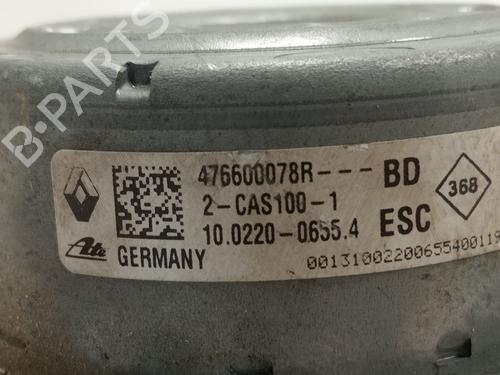 B-PARTS
476600078R--- BD
368
2-CAS100-1
10.0220-0655.4 ESC
Ate GERMANY
00131002200655400119